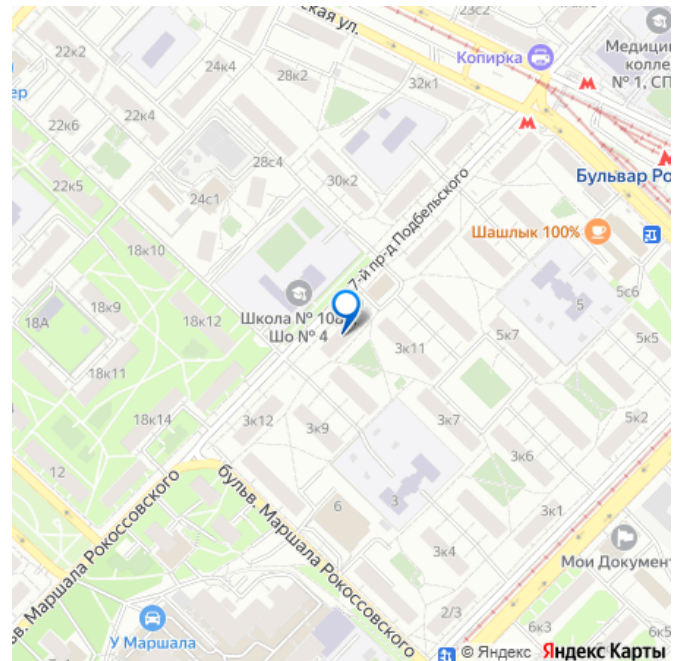 23с2
ская ул.
22к2
Копирка
Медици
колле
№ 1, СП
24к4
28к2
32к1
ер
22к4
22к6
28с4
30к2
Бульвар Ро
22к5
24с1
7-й пр-д Подбельского
Шашлык 100%
18к10
18к9
18А
18к12
Школа № 108
Шо № 4
5
5с6
5к7
5к5
3к11
18к11
18к14
3к12
3к9
3к7
5к2
12
3к6
6
3
3к1
бульв. Маршала Рокоссовского
3к4
Мои Докумен
ьв. Маршала Рокоссовского
У Маршала
2/3
6к3
6к5
© Яндекс Яндекс Карты